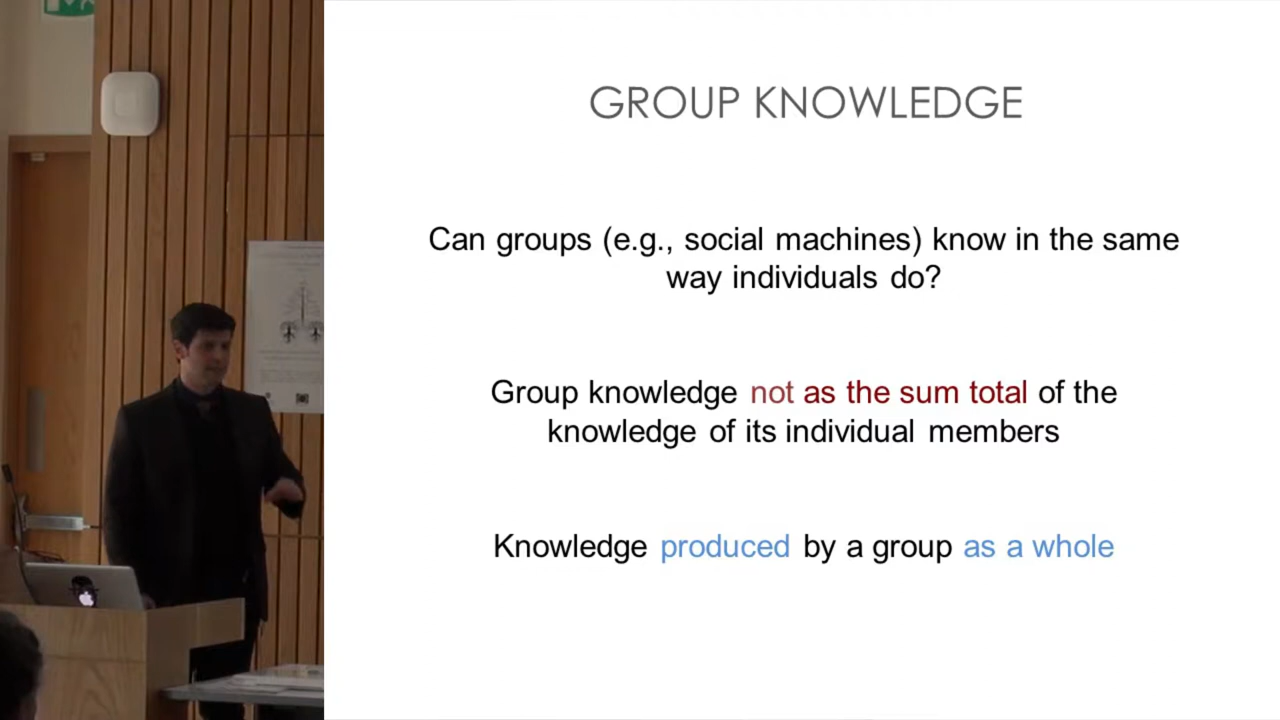 GROUP KNOWLEDGE
Can groups (e.g., social machines) know in the same
way individuals do?
Group knowledge not as the sum total of the
knowledge of its individual members
Knowledge produced by a group as a whole